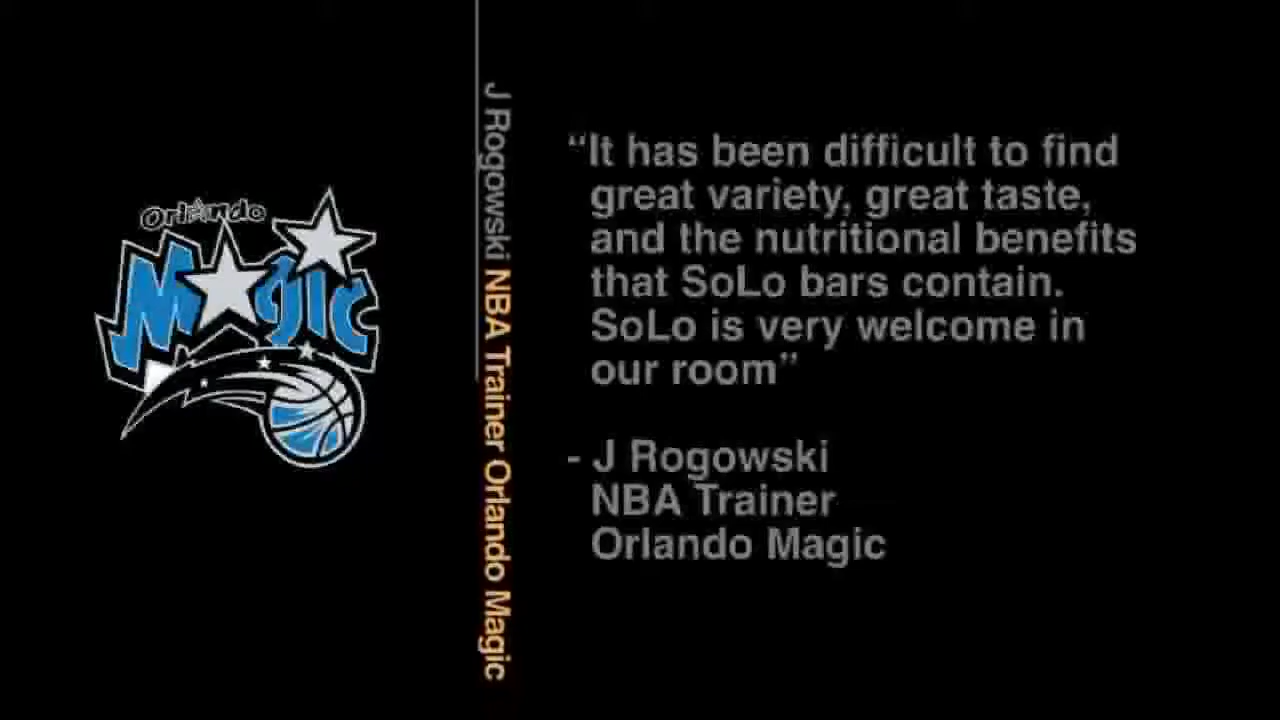 Orlando
Magic
J Rogowski NBA Trainer Orlando Magic
“It has been difficult to find
great variety, great taste,
and the nutritional benefits
that SoLo bars contain.
SoLo is very welcome in
our room”
- J Rogowski
NBA Trainer
Orlando Magic